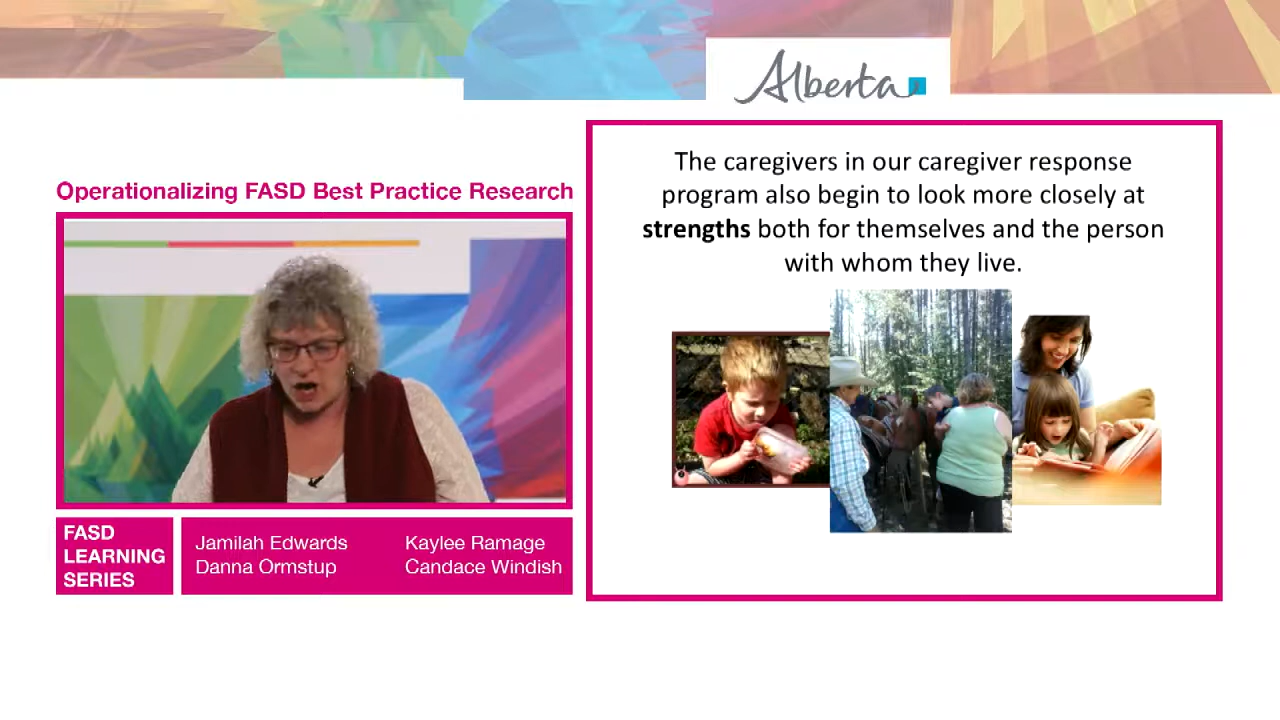 Alberta
Operationalizing FASD Best Practice Research
The caregivers in our caregiver response
program also begin to look more closely at
strengths both for themselves and the person
with whom they live.
FASD
LEARNING
SERIES
Jamilah Edwards
Danna Ormstup
Kaylee Ramage
Candace Windish